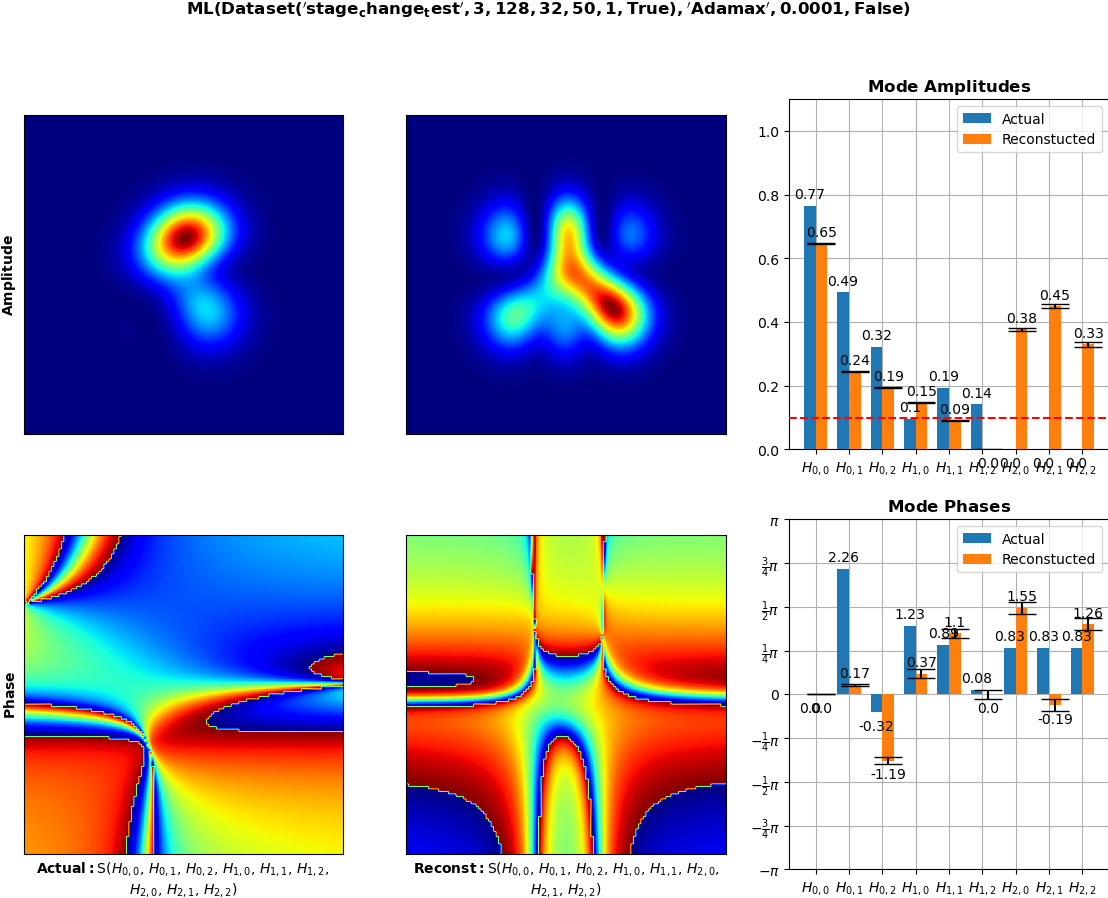 ML(Dataset('stage_change_test', 3, 128, 32, 50, 1, True), 'Adamax', 0.0001, False)
Amplitude
Mode Amplitudes
Actual
Reconstucted
1.0
0.8
0.6
0.4
0.2
0.0
0.77
0.65
0.49
0.24
0.32
0.19
0.1
0.15
0.19
0.09
0.14
0.0
0.0
0.38
0.0
0.45
0.0
0.33
H0,0 H0,1 H0,2 H1,0 H1,1 H1,2 H2,0 H2,1 H2,2
Phase
Mode Phases
Actual
Reconstucted
π
3/4π
1/2π
1/4π
0
−1/4π
−1/2π
−3/4π
−π
0.0
0.0
2.26
0.17
-0.32
-1.19
1.23
0.37
0.89
1.1
0.08
0.0
0.83
1.55
0.83
-0.19
0.83
1.26
H0,0 H0,1 H0,2 H1,0 H1,1 H1,2 H2,0 H2,1 H2,2
Actual: S(H0,0, H0,1, H0,2, H1,0, H1,1, H1,2,
H2,0, H2,1, H2,2)
Reconst: S(H0,0, H0,1, H0,2, H1,0, H1,1, H2,0,
H2,1, H2,2)